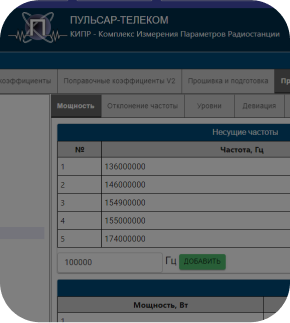 ПУЛЬСАР-ТЕЛЕКОМ
КИПР - Комплекс Измерения Параметров Радиостанции
коэффициенты Поправочные коэффициенты V2 Прошивка и подготовка
Мощность Отклонение частоты Уровни Девиация
Несущие частоты
№ Частота, Гц
1 136000000
2 146000000
3 154900000
4 155000000
5 174000000
100000 Гц ДОБАВИТЬ
Мощность, Вт
1